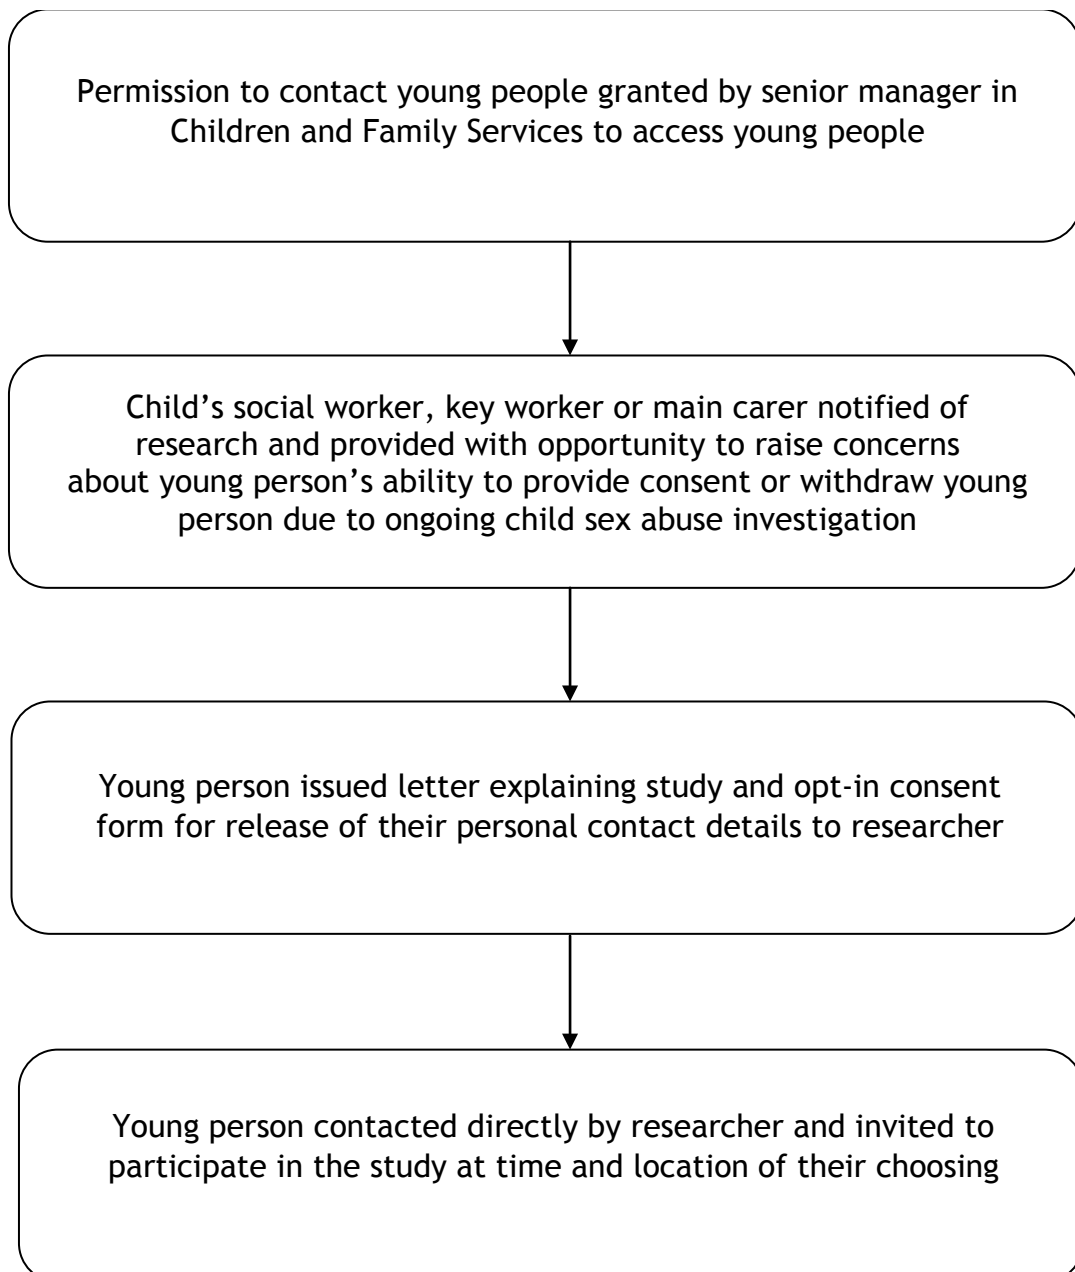 Permission to contact young people granted by senior manager in
Children and Family Services to access young people
Child’s social worker, key worker or main carer notified of
research and provided with opportunity to raise concerns
about young person’s ability to provide consent or withdraw young
person due to ongoing child sex abuse investigation
Young person issued letter explaining study and opt-in consent
form for release of their personal contact details to researcher
Young person contacted directly by researcher and invited to
participate in the study at time and location of their choosing